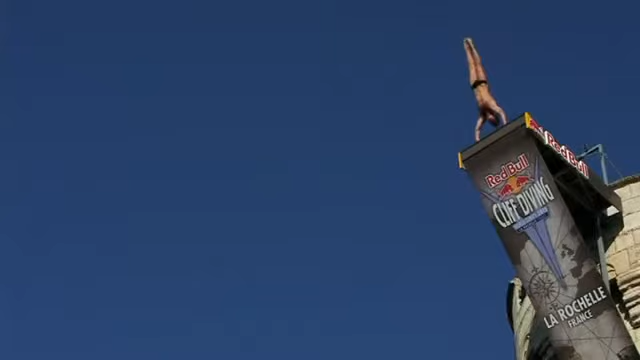 Red Bull
Red Bull
CLIFF DIVING
LA ROCHELLE
FRANCE